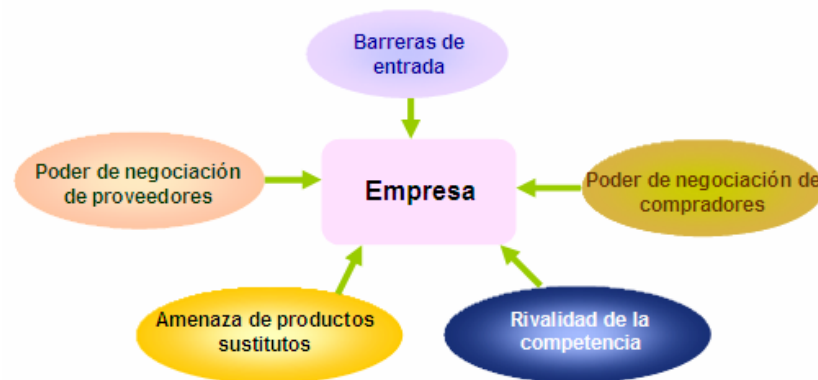 Barreras de
entrada
Poder de negociación
de proveedores
Empresa
Poder de negociación de
compradores
Amenaza de productos
sustitutos
Rivalidad de la
competencia